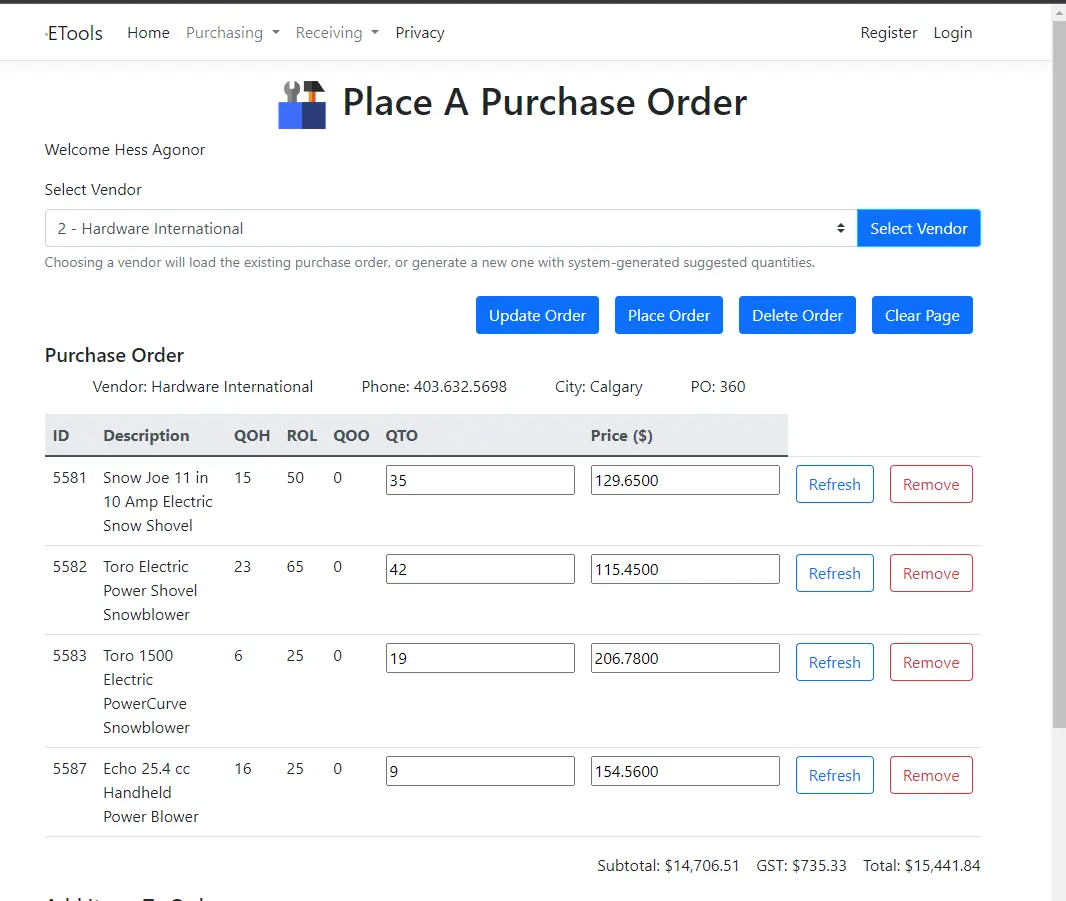 ETools Home Purchasing Receiving Privacy Register Login
Place A Purchase Order
Welcome Hess Agonor
Select Vendor
2 - Hardware International Select Vendor
Choosing a vendor will load the existing purchase order, or generate a new one with system-generated suggested quantities.
Update Order Place Order Delete Order Clear Page
Purchase Order
Vendor: Hardware International Phone: 403.632.5698 City: Calgary PO: 360
ID Description QOH ROL QOO QTO Price ($)
5581 Snow Joe 11 in 15 50 0 35 129.6500 Refresh Remove
10 Amp Electric
Snow Shovel
5582 Toro Electric 23 65 0 42 115.4500 Refresh Remove
Power Shovel
Snowblower
5583 Toro 1500 6 25 0 19 206.7800 Refresh Remove
Electric
PowerCurve
Snowblower
5587 Echo 25.4 cc 16 25 0 9 154.5600 Refresh Remove
Handheld
Power Blower
Subtotal: $14,706.51 GST: $735.33 Total: $15,441.84